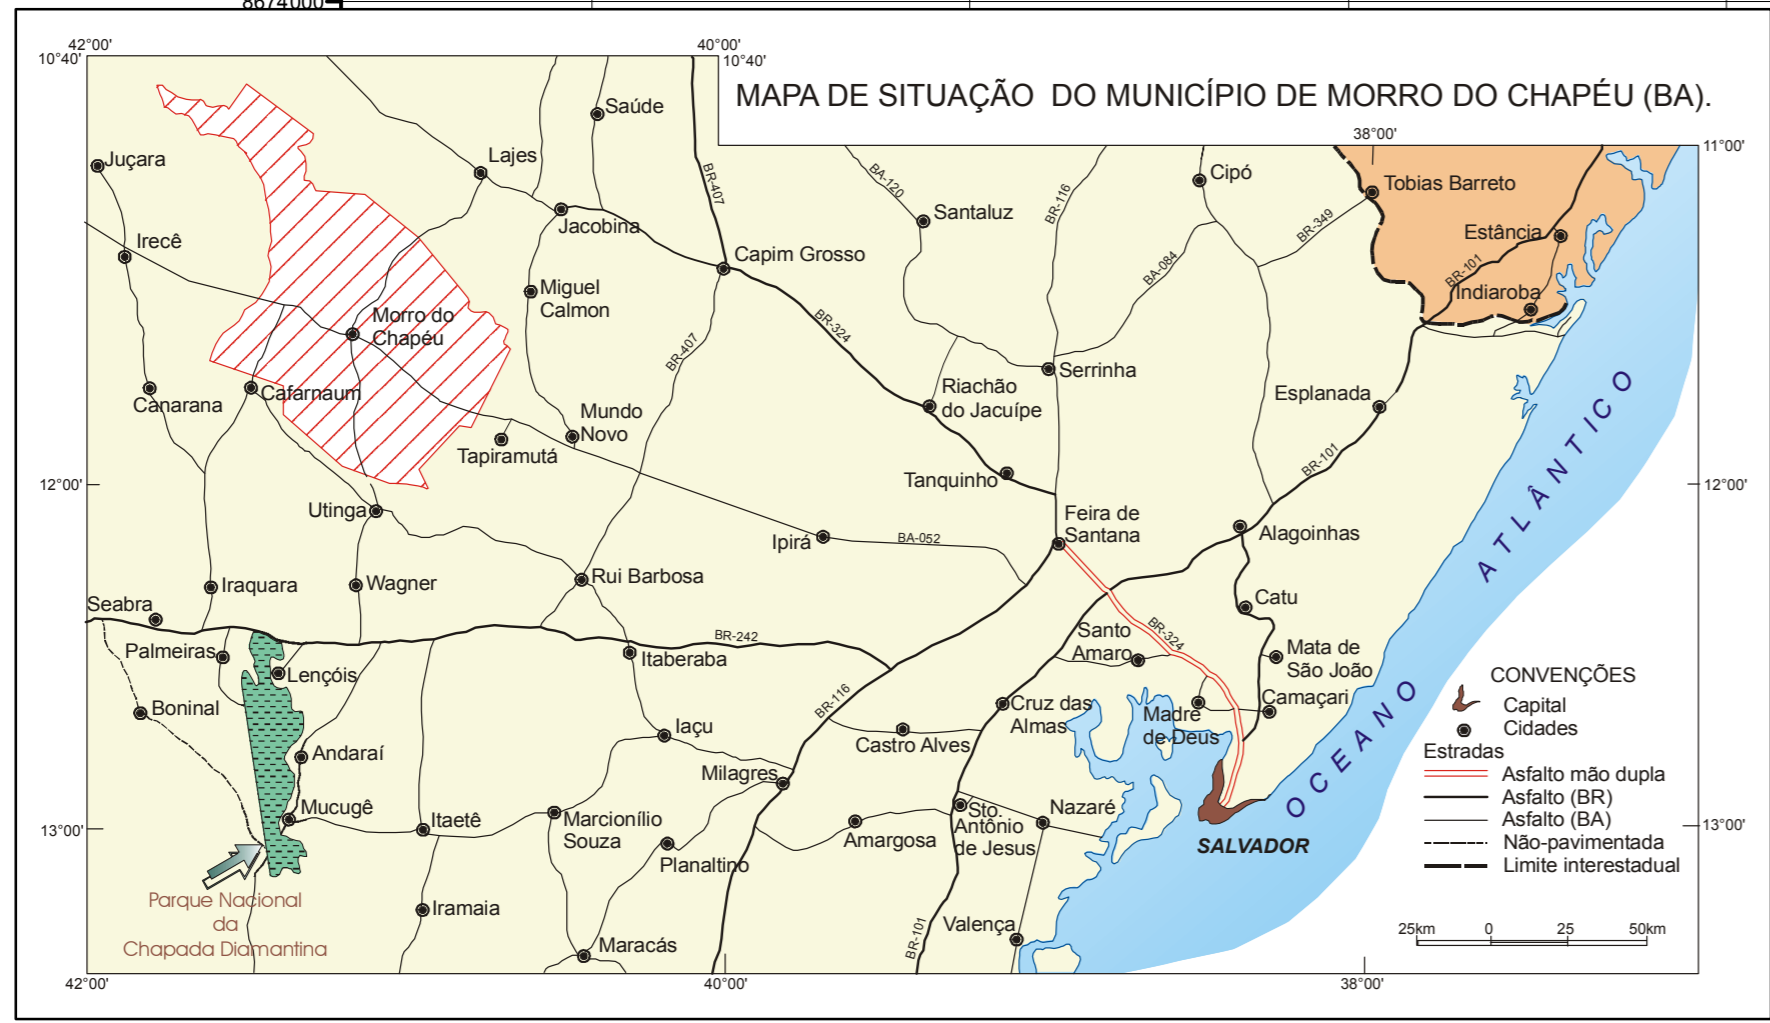 8674000
42°00'
40°00'
10°40'
10°40'
MAPA DE SITUAÇÃO DO MUNICÍPIO DE MORRO DO CHAPÉU (BA).
38°00'
11°00'
Saúde
Juçara
Lajes
BR-407
BA-120
Cipó
Tobias Barreto
Santaluz
BR-116
Jacobina
BR-349
Estância
Irecê
Capim Grosso
BA-084
BR-101
Indiaroba
Miguel
Calmon
Morro do
Chapéu
BR-324
BR-407
Serrinha
Riachão
do Jacuípe
Esplanada
Cafarnaum
Canarana
Mundo
Novo
Tapiramutá
BR-101
Tanquinho
12°00'
12°00'
Utinga
Feira de
Santana
Alagoinhas
Ipirá
BA-052
ATLÂNTICO
Iraquara
Wagner
Rui Barbosa
Seabra
Catu
BR-242
Santo
Amaro
BR-324
Palmeiras
Itaberaba
Mata de
São João
Lençóis
CONVENÇÕES
Boninal
BR-116
Cruz das
Almas
Camaçari
Capital
Madre
de Deus
Iaçu
Castro Alves
Cidades
Andaraí
Estradas
OCEANO
Milagres
Asfalto mão dupla
Asfalto (BR)
Mucugê
Itaetê
Marcionílio
Souza
Sto.
Antônio
de Jesus
Nazaré
Asfalto (BA)
13°00'
13°00'
Amargosa
SALVADOR
Não-pavimentada
Planaltino
Limite interestadual
Parque Nacional
da
Chapada Diamantina
Iramaia
Valença
BR-101
25km 0 25 50km
Maracás
42°00'
40°00'
38°00'